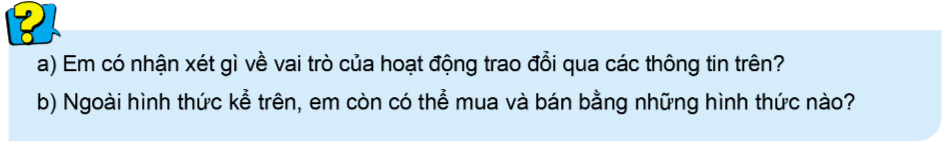 ?
a) Em có nhận xét gì về vai trò của hoạt động trao đổi qua các thông tin trên?
b) Ngoài hình thức kể trên, em còn có thể mua và bán bằng những hình thức nào?